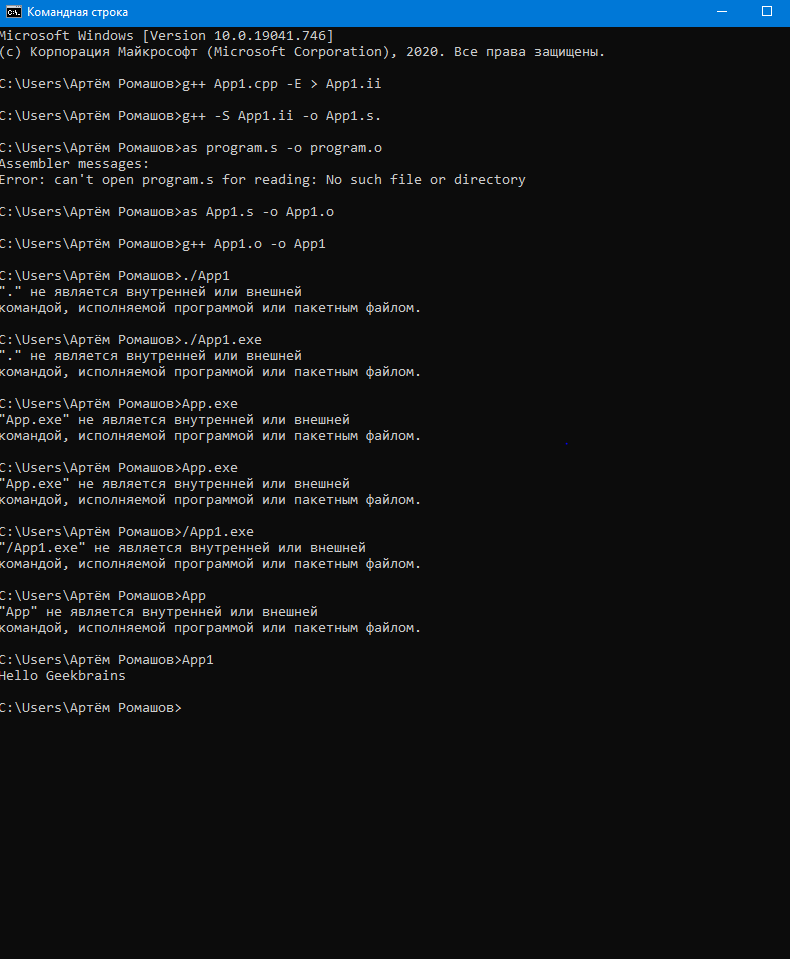 Командная строка
Microsoft Windows [Version 10.0.19041.746]
(c) Корпорация Майкрософт (Microsoft Corporation), 2020. Все права защищены.
C:\Users\Артём Ромашов>g++ App1.cpp -E > App1.ii
C:\Users\Артём Ромашов>g++ -S App1.ii -o App1.s.
C:\Users\Артём Ромашов>as program.s -o program.o
Assembler messages:
Error: can't open program.s for reading: No such file or directory
C:\Users\Артём Ромашов>as App1.s -o App1.o
C:\Users\Артём Ромашов>g++ App1.o -o App1
C:\Users\Артём Ромашов>./App1
"." не является внутренней или внешней
командой, исполняемой программой или пакетным файлом.
C:\Users\Артём Ромашов>./App1.exe
"." не является внутренней или внешней
командой, исполняемой программой или пакетным файлом.
C:\Users\Артём Ромашов>App.exe
"App.exe" не является внутренней или внешней
командой, исполняемой программой или пакетным файлом.
C:\Users\Артём Ромашов>App.exe
"App.exe" не является внутренней или внешней
командой, исполняемой программой или пакетным файлом.
C:\Users\Артём Ромашов>/App1.exe
"/App1.exe" не является внутренней или внешней
командой, исполняемой программой или пакетным файлом.
C:\Users\Артём Ромашов>App
"App" не является внутренней или внешней
командой, исполняемой программой или пакетным файлом.
C:\Users\Артём Ромашов>App1
Hello Geekbrains
C:\Users\Артём Ромашов>